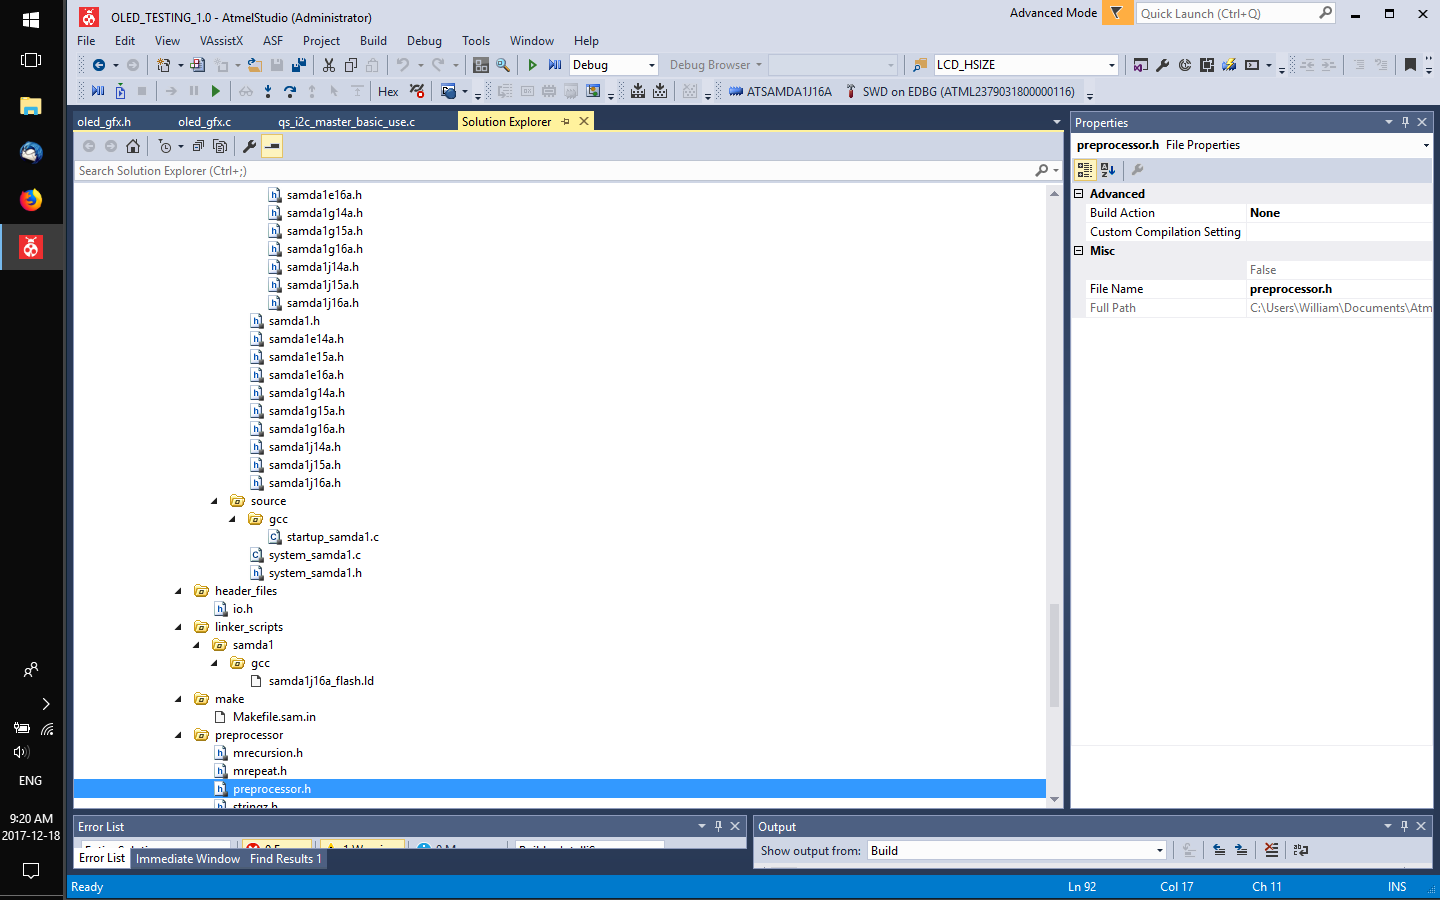 OLED_TESTING_1.0 - AtmelStudio (Administrator)
Advanced Mode
Quick Launch (Ctrl+Q)
File Edit View VAssistX ASF Project Build Debug Tools Window Help
Debug Debug Browser LCD_HSIZE
Hex ATSAMDA1J16A SWD on EDBG (ATML2379031800000116)
oled_gfx.h oled_gfx.c qs_i2c_master_basic_use.c Solution Explorer
Search Solution Explorer (Ctrl+;)
samda1e16a.h
samda1g14a.h
samda1g15a.h
samda1g16a.h
samda1j14a.h
samda1j15a.h
samda1j16a.h
samda1.h
samda1e14a.h
samda1e15a.h
samda1e16a.h
samda1g14a.h
samda1g15a.h
samda1g16a.h
samda1j14a.h
samda1j15a.h
samda1j16a.h
source
gcc
startup_samda1.c
system_samda1.c
system_samda1.h
header_files
io.h
linker_scripts
samda1
gcc
samda1j16a_flash.ld
make
Makefile.sam.in
preprocessor
mrecursion.h
mrepeat.h
preprocessor.h
stringz.h
Properties
preprocessor.h File Properties
Advanced
Build Action None
Custom Compilation Setting
Misc
False
File Name preprocessor.h
Full Path C:\Users\William\Documents\Atm
Error List
Error List Immediate Window Find Results 1
Output
Show output from: Build
Ready Ln 92 Col 17 Ch 11 INS
ENG
9:20 AM
2017-12-18